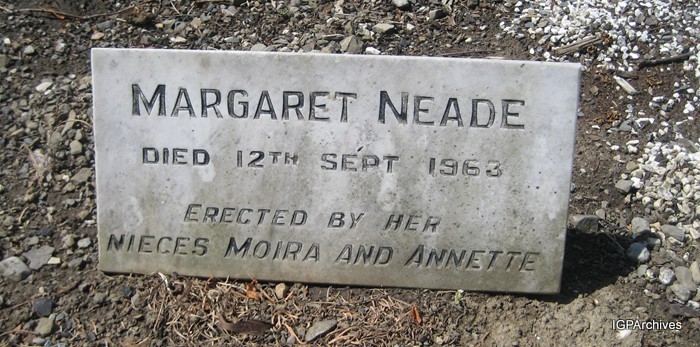 MARGARET NEADE
DIED 12TH SEPT 1963
ERECTED BY HER
NIECES MOIRA AND ANNETTE
IGPArchives